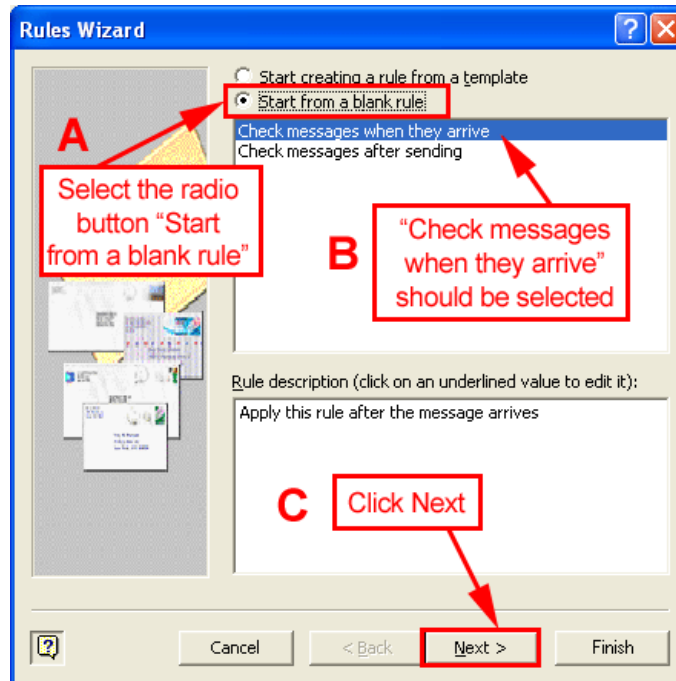 Rules Wizard
Start creating a rule from a template
Start from a blank rule
A
Check messages when they arrive
Check messages after sending
Select the radio
button “Start
from a blank rule”
B
“Check messages
when they arrive”
should be selected
Rule description (click on an underlined value to edit it):
Apply this rule after the message arrives
C
Click Next
Cancel
< Back
Next >
Finish